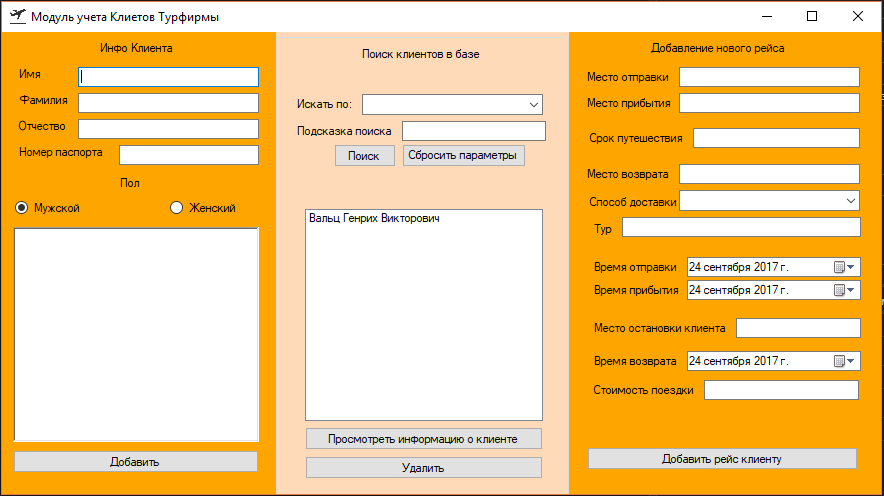 Модуль учета Клиетов Турфирмы
Инфо Клиента
Имя
Фамилия
Отчество
Номер паспорта
Пол
Мужской
Женский
Добавить
Поиск клиентов в базе
Искать по:
Подсказка поиска
Поиск
Сбросить параметры
Вальц Генрих Викторович
Просмотреть информацию о клиенте
Удалить
Добавление нового рейса
Место отправки
Место прибытия
Срок путешествия
Место возврата
Способ доставки
Тур
Время отправки
24 сентября 2017 г.
Время прибытия
24 сентября 2017 г.
Место остановки клиента
Время возврата
24 сентября 2017 г.
Стоимость поездки
Добавить рейс клиенту